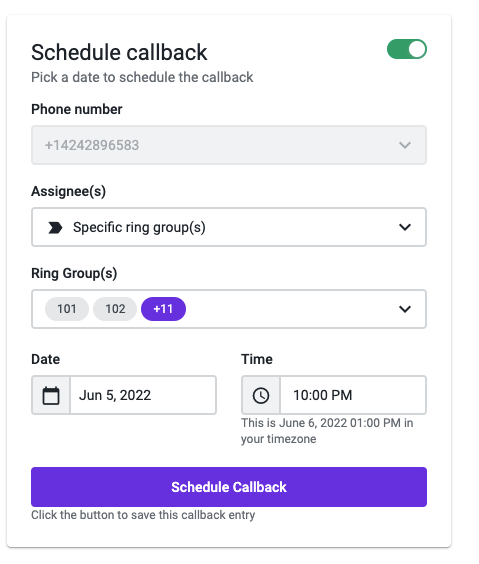 Schedule callback
Pick a date to schedule the callback
Phone number
+14242896583
Assignee(s)
Specific ring group(s)
Ring Group(s)
101 102 +11
Date Time
Jun 5, 2022 10:00 PM
This is June 6, 2022 01:00 PM in
your timezone
Schedule Callback
Click the button to save this callback entry